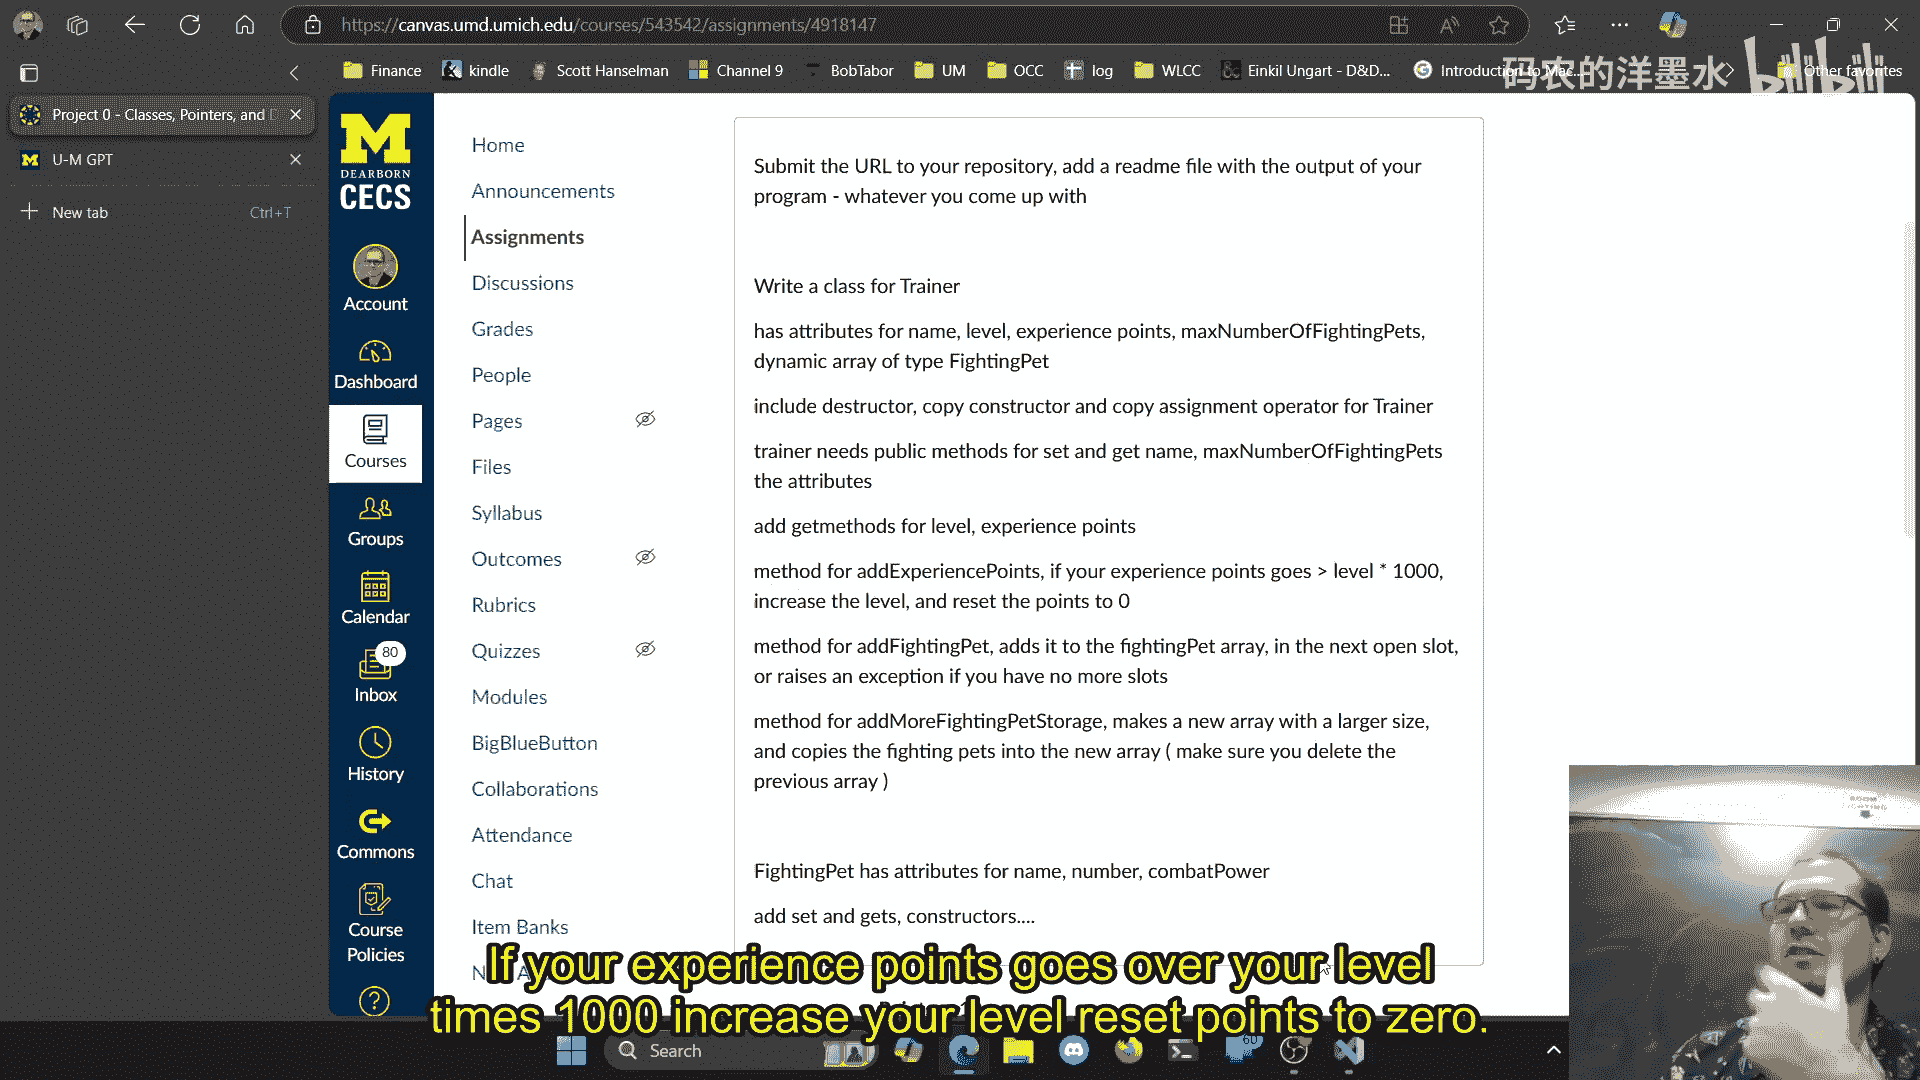 https://canvas.umd.umich.edu/courses/543542/assignments/4918147
Finance
kindle
Scott Hanselman
Channel 9
BobTabor
UM
OCC
log
WLCC
Einkil Ungart - D&D...
Introduction to Mac...
Other favorites
码农的洋墨水
bilibili
Project 0 - Classes, Pointers, and D
U-M GPT
New tab
Ctrl+T
M
DEARBORN
CECS
Account
Dashboard
Courses
Groups
Calendar
80
Inbox
History
Commons
Course
Policies
Home
Announcements
Assignments
Discussions
Grades
People
Pages
Files
Syllabus
Outcomes
Rubrics
Quizzes
Modules
BigBlueButton
Collaborations
Attendance
Chat
Item Banks
Submit the URL to your repository, add a readme file with the output of your
program - whatever you come up with
Write a class for Trainer
has attributes for name, level, experience points, maxNumberOfFightingPets,
dynamic array of type FightingPet
include destructor, copy constructor and copy assignment operator for Trainer
trainer needs public methods for set and get name, maxNumberOfFightingPets
the attributes
add getmethods for level, experience points
method for addExperiencePoints, if your experience points goes > level * 1000,
increase the level, and reset the points to 0
method for addFightingPet, adds it to the fightingPet array, in the next open slot,
or raises an exception if you have no more slots
method for addMoreFightingPetStorage, makes a new array with a larger size,
and copies the fighting pets into the new array ( make sure you delete the
previous array )
FightingPet has attributes for name, number, combatPower
add set and gets, constructors....
If your experience points goes over your level
times 1000 increase your level reset points to zero.
Search
60